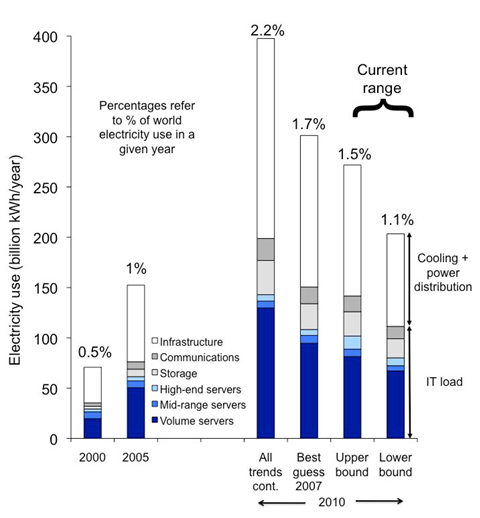 2.2%
400
Current
range
350
Percentages refer
to % of world
electricity use in a
given year
1.7%
300
1.5%
250
1.1%
200
Cooling +
power
distribution
1%
150
Infrastructure
100
Communications
0.5%
Storage
High-end servers
IT load
50
Mid-range servers
Volume servers
0
Electricity use (billion kWh/year)
2000
2005
All
trends
cont.
Best
guess
2007
Upper
bound
Lower
bound
2010